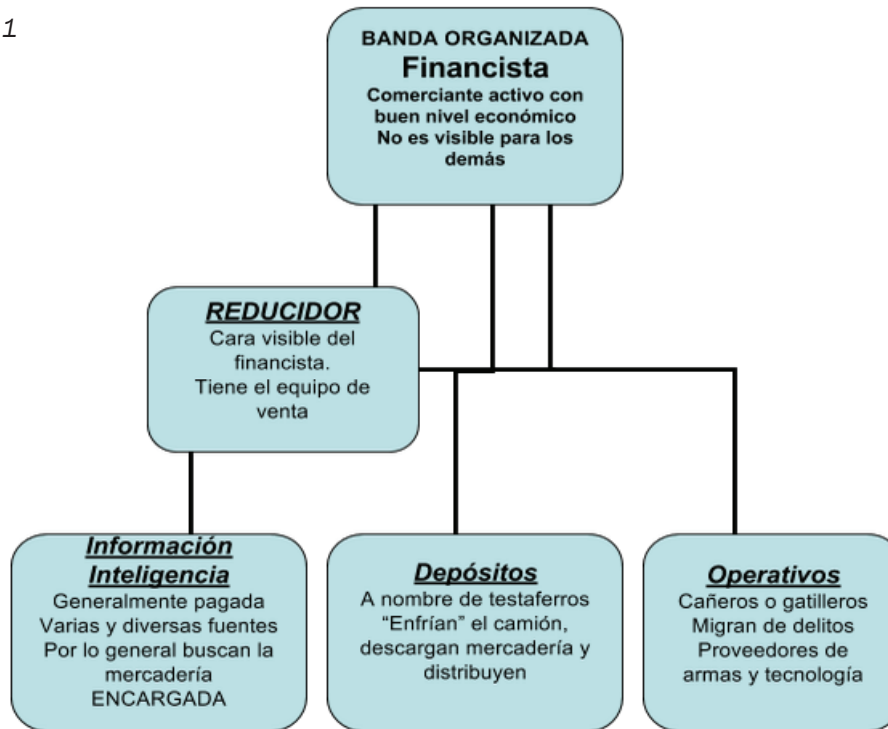 1
BANDA ORGANIZADA
Financista
Comerciante activo con
buen nivel económico
No es visible para los
demás
REDUCIDOR
Cara visible del
financista.
Tiene el equipo de
venta
Información
Inteligencia
Generalmente pagada
Varias y diversas fuentes
Por lo general buscan la
mercadería
ENCARGADA
Depósitos
A nombre de testaferros
“Enfrían” el camión,
descargan mercadería y
distribuyen
Operativos
Cañeros o gatilleros
Migran de delitos
Proveedores de
armas y tecnología